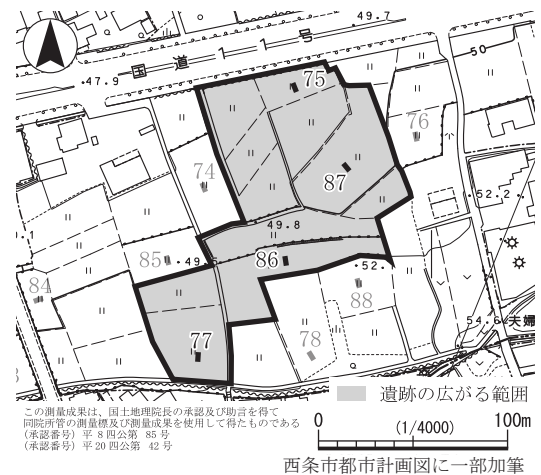 49.7
国道11号
50
47.9
75
76
74
87
52.2
49.8
85
49.
86
52.
84
88
54.6
夫婦
77
78
遺跡の広がる範囲
この測量成果は、国土地理院長の承認及び助言を得て
同院所管の測量標及び測量成果を使用して得たものである
(承認番号) 平 8 四公第 85 号
(承認番号) 平 20 四公第 42 号
0 (1/4000) 100m
西条市都市計画図に一部加筆